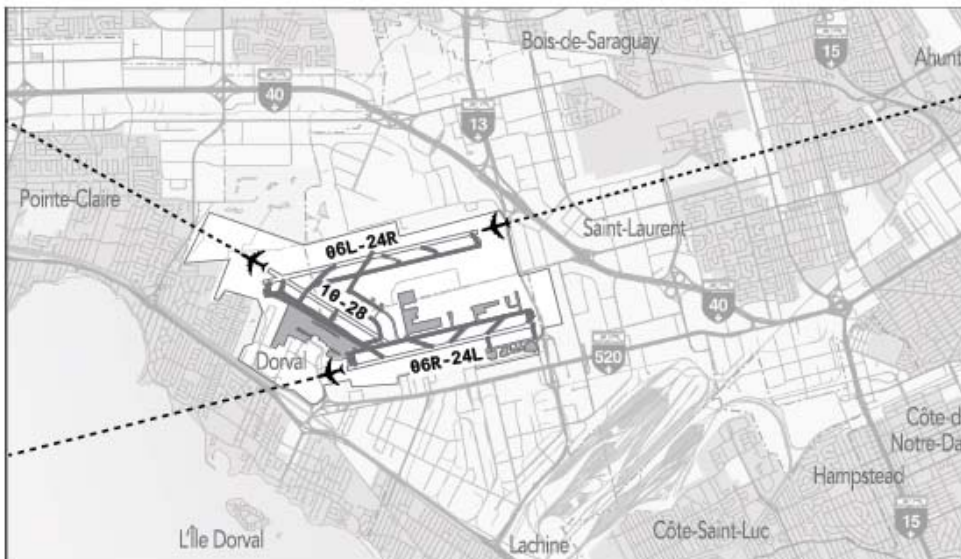 Bois-de-Saraguay
15
Ahunt
40
13
Pointe-Claire
Saint-Laurent
06L-24R
10-28
40
Dorval
06R-24L
520
Côte-d
Notre-Da
Hampstead
15
L'Île Dorval
Lachine
Côte-Saint-Luc